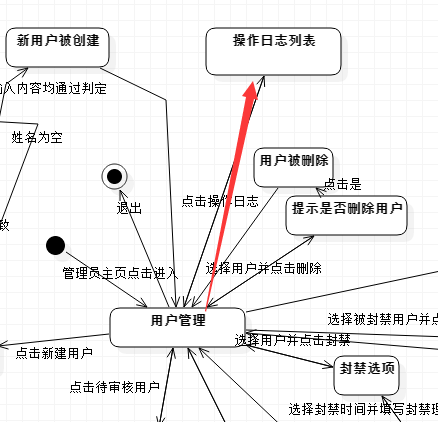 新用户被创建
操作日志列表
输入内容均通过判定
姓名为空
用户被删除
点击是
退出
点击操作日志
提示是否删除用户
致
管理员主页点击进入
选择用户并点击删除
用户管理
选择被封禁用户并点
选择用户并点击封禁
点击新建用户
封禁选项
点击待审核用户
选择封禁时间并填写封禁理